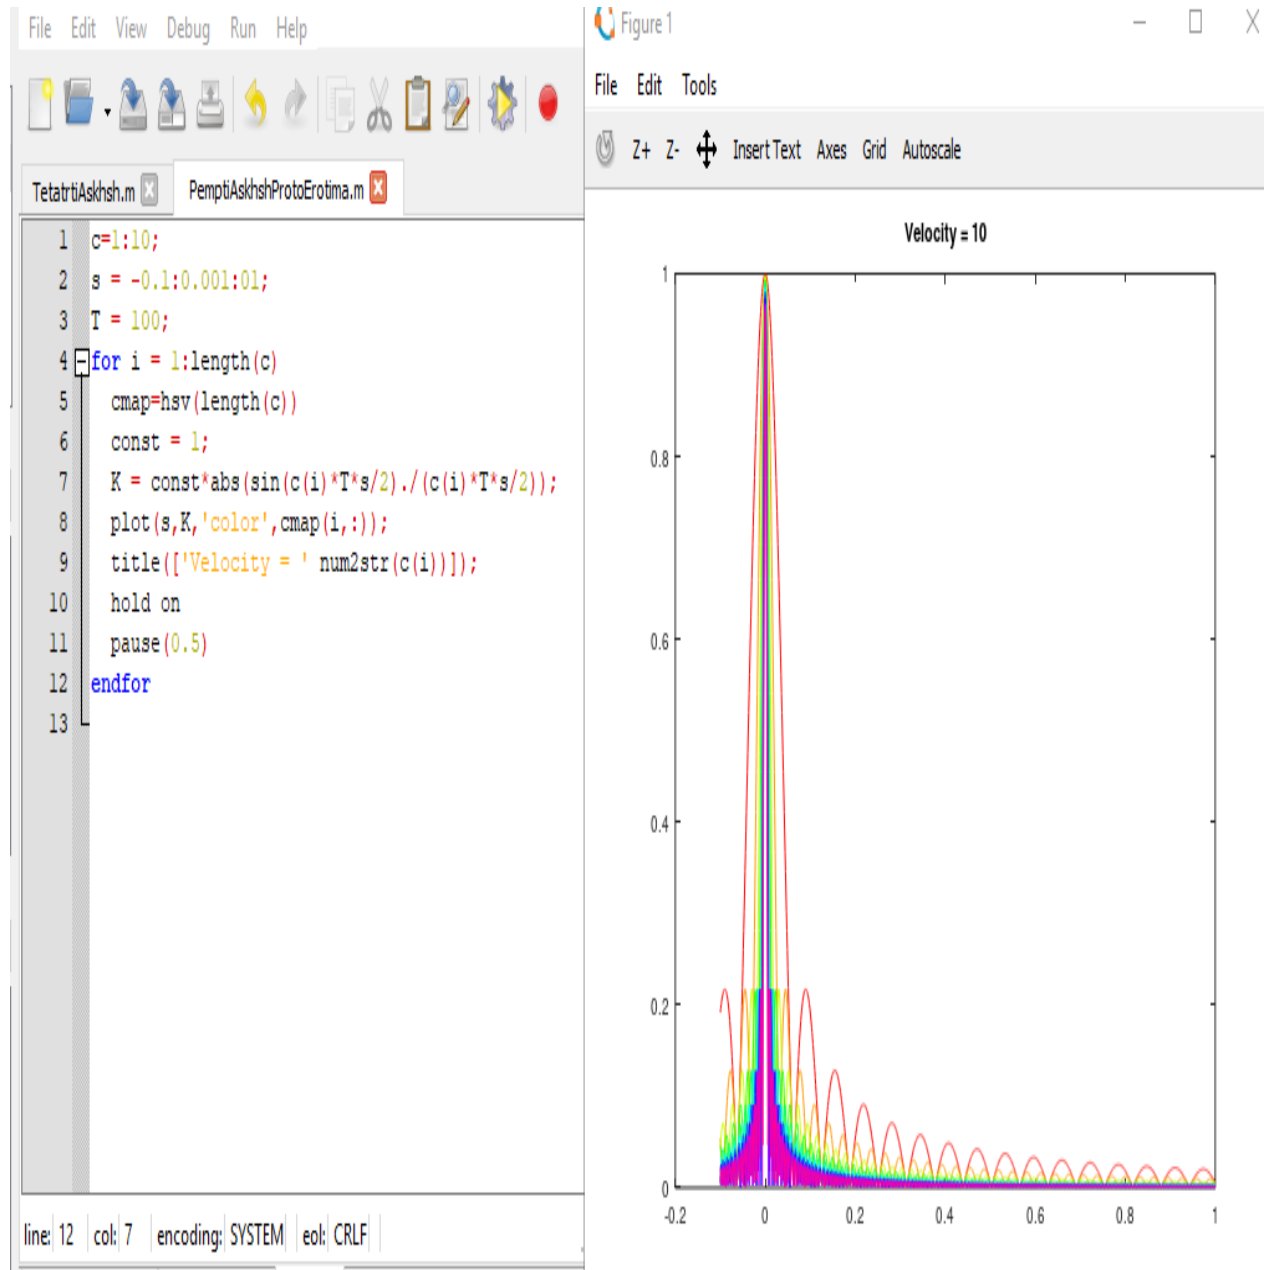 File Edit View Debug Run Help
TetatrtiAskhsh.m PemptiAskhshProtoErotima.m
1 c=1:10;
2 s = -0.1:0.001:01;
3 T = 100;
4 for i = 1:length(c)
5 cmap=hsv(length(c))
6 const = 1;
7 K = const*abs(sin(c(i)*T*s/2)./(c(i)*T*s/2));
8 plot(s,K,'color',cmap(i,:));
9 title(['Velocity = ' num2str(c(i))]);
10 hold on
11 pause(0.5)
12 endfor
13
line: 12 col: 7 encoding: SYSTEM eol: CRLF
Figure 1
File Edit Tools
Z+ Z- Insert Text Axes Grid Autoscale
Velocity = 10
1
0.8
0.6
0.4
0.2
0
-0.2 0 0.2 0.4 0.6 0.8 1